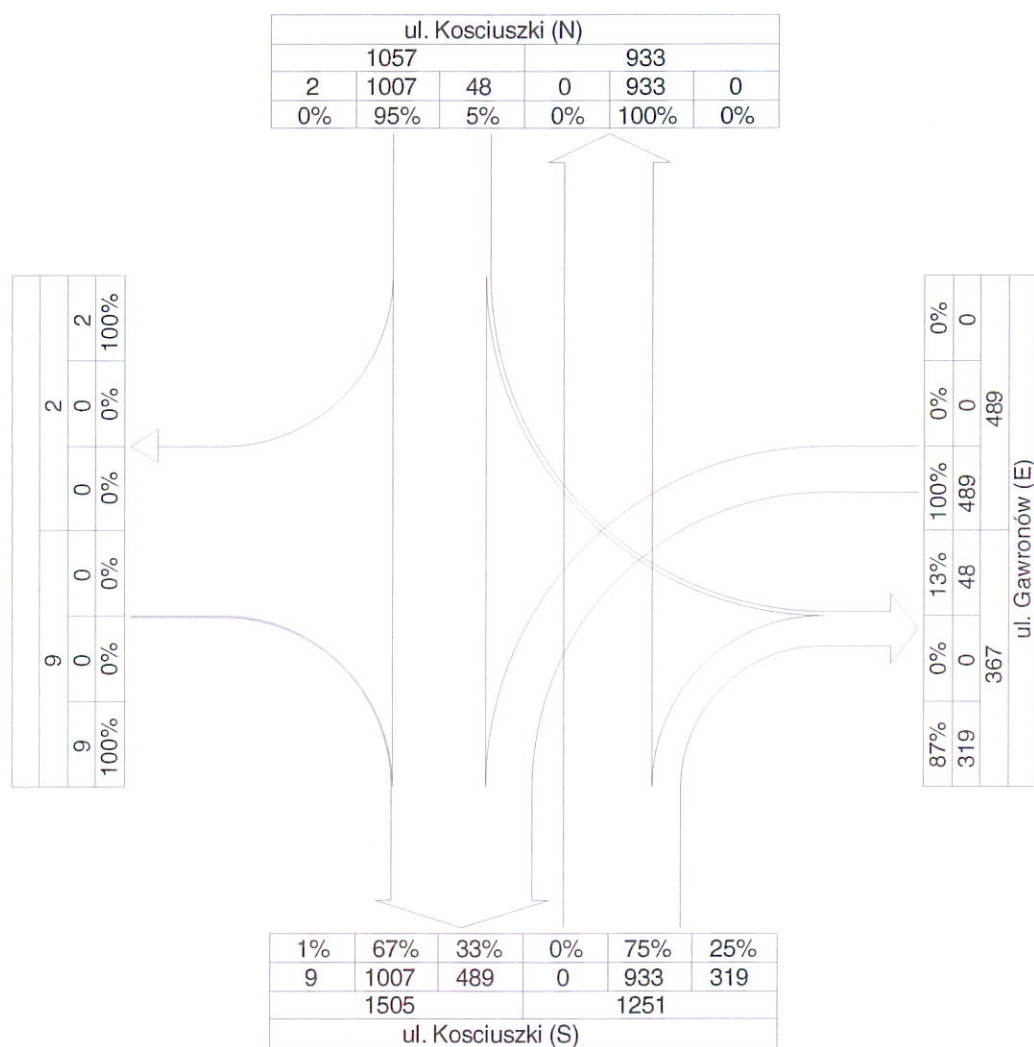 ul. Kosciuszki (N)
1057 933
2 1007 48 0 933 0
0% 95% 5% 0% 100% 0%
2 0 0 0 0 9
100% 0% 0% 0% 0% 100%
2 9
0% 0% 100% 13% 0% 87%
0 0 489 48 0 319
489 367
ul. Gawronów (E)
1% 67% 33% 0% 75% 25%
9 1007 489 0 933 319
1505 1251
ul. Kosciuszki (S)